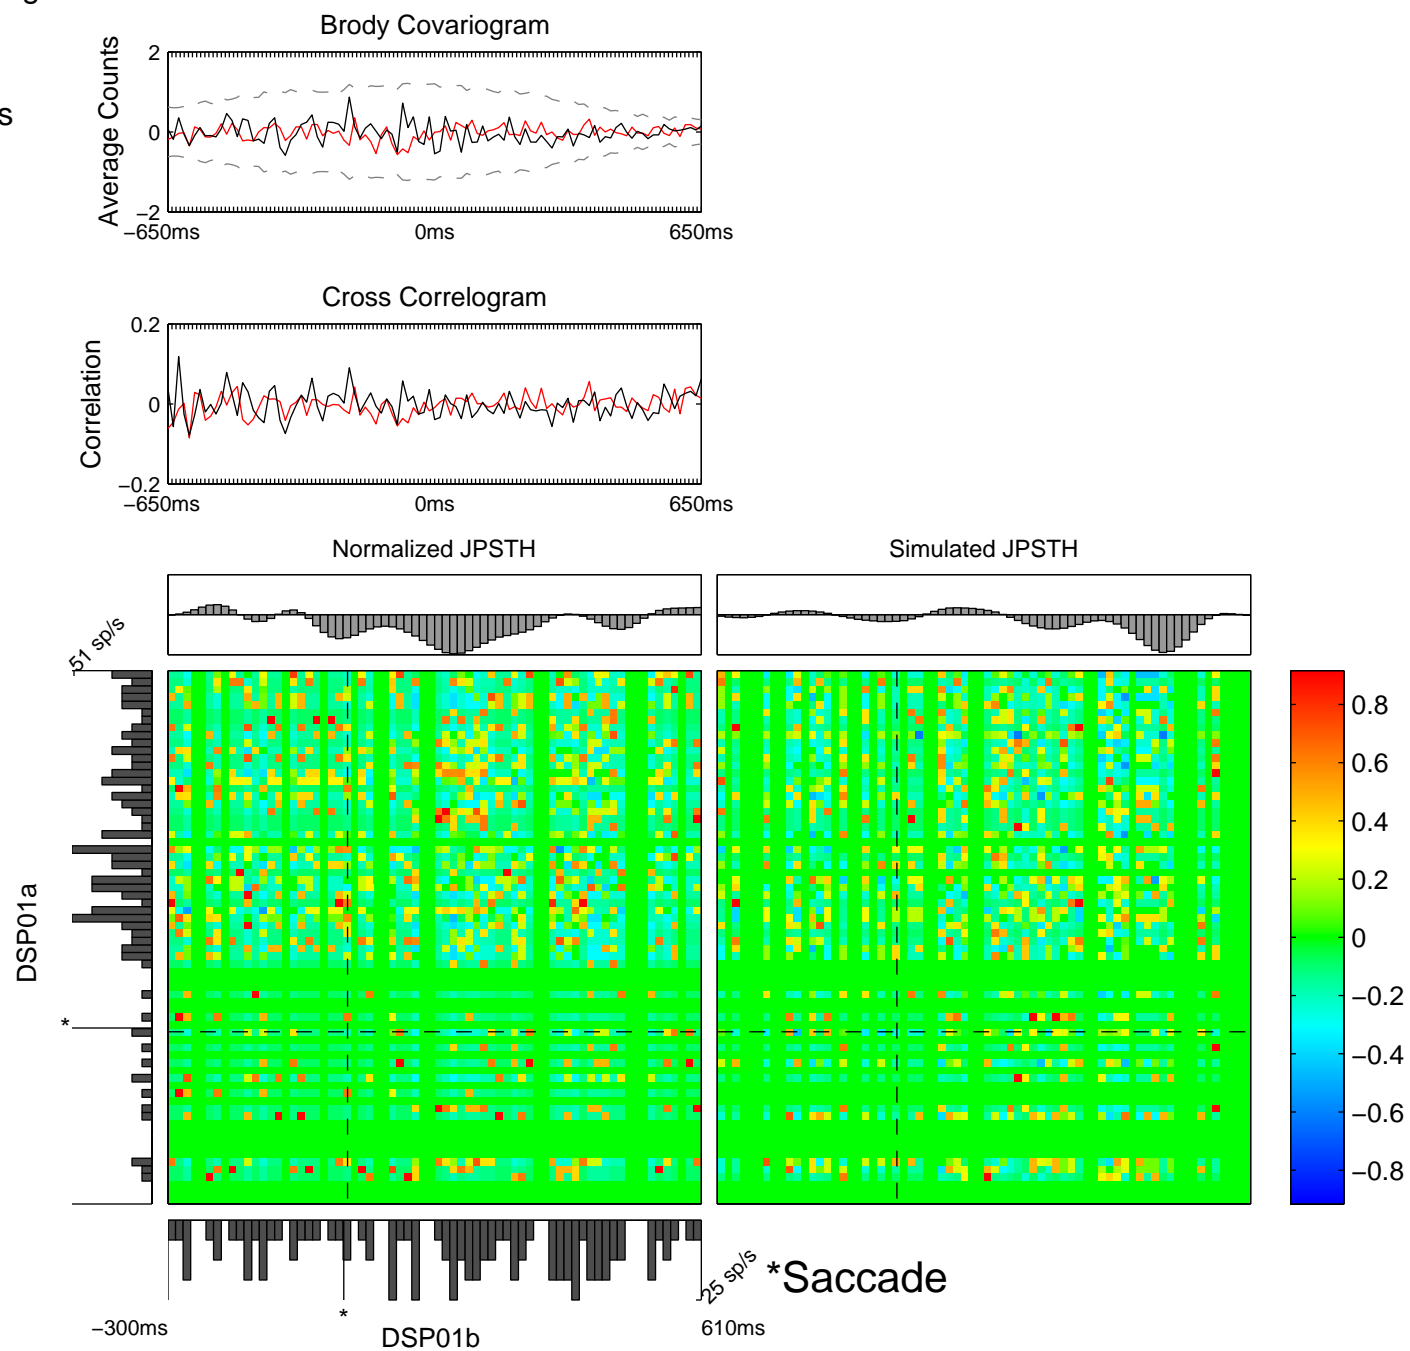 g
Brody Covariogram
Average Counts
2
0
−2
s
−650ms
0ms
650ms
Cross Correlogram
Correlation
0.2
0
−0.2
−650ms
0ms
650ms
Normalized JPSTH
Simulated JPSTH
51 sp/s
DSP01a
*
0.8
0.6
0.4
0.2
0
−0.2
−0.4
−0.6
−0.8
25 sp/s
*Saccade
*
−300ms
DSP01b
610ms